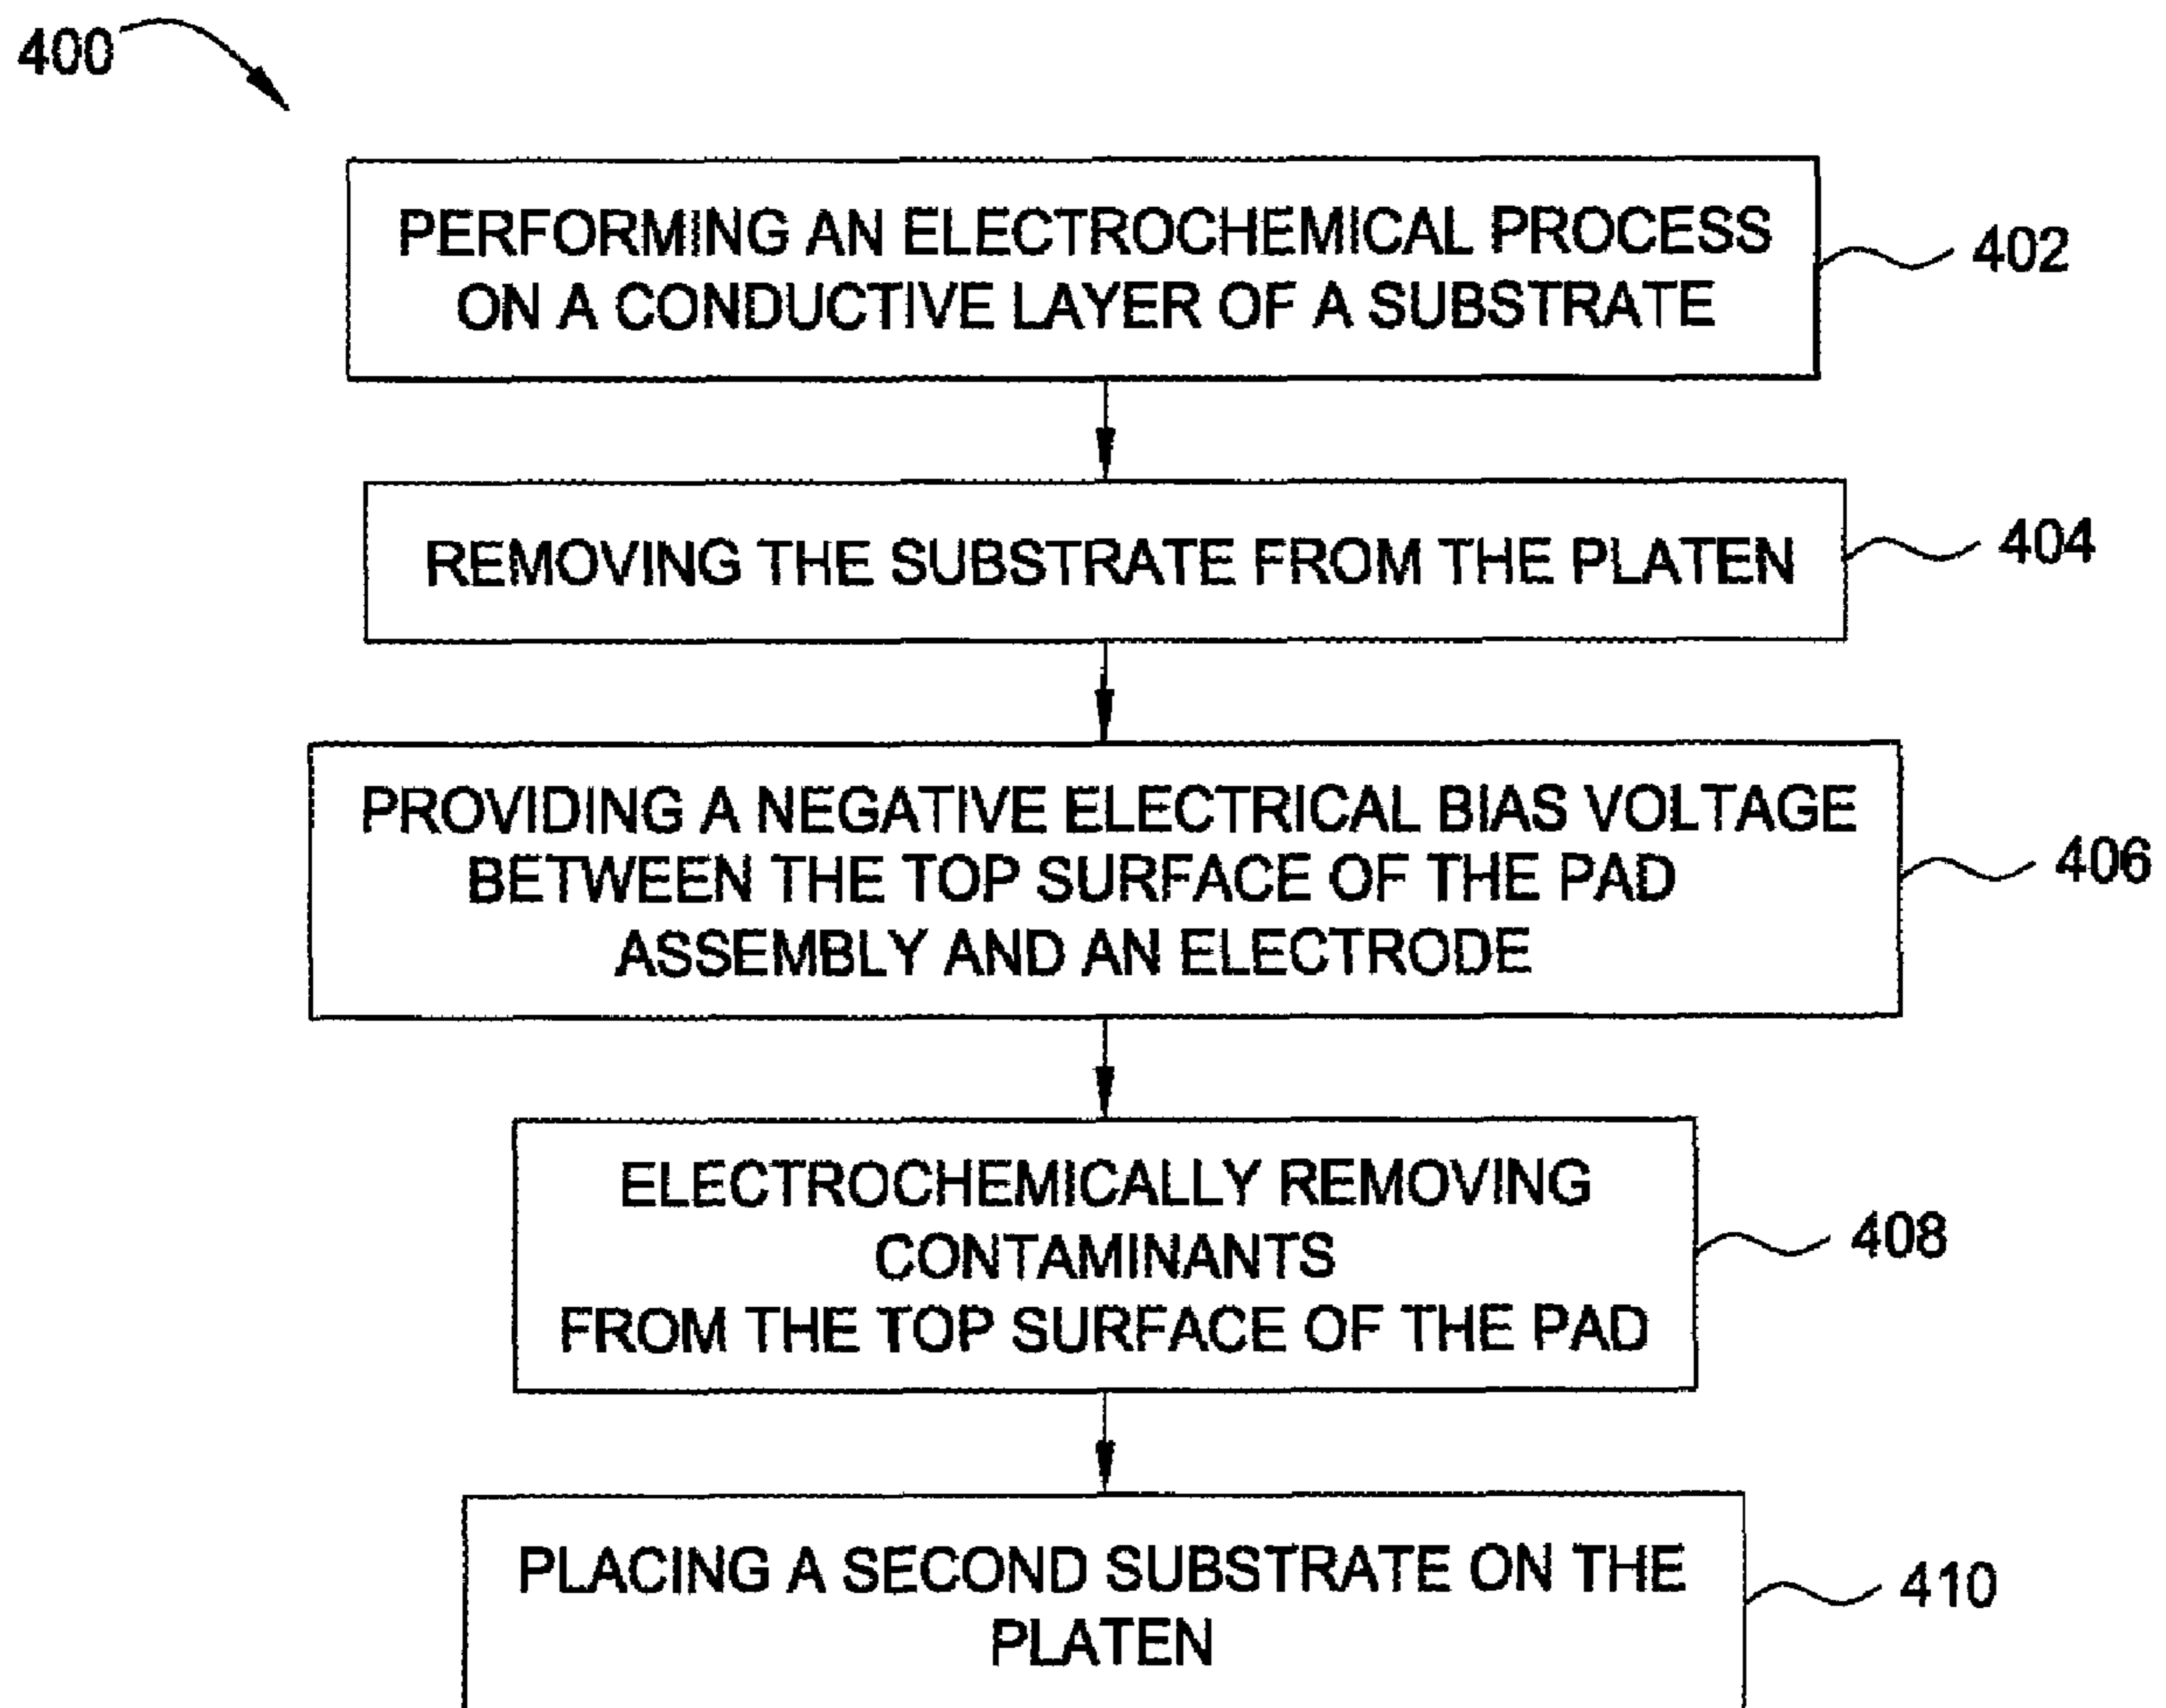 400
PERFORMING AN ELECTROCHEMICAL PROCESS
ON A CONDUCTIVE LAYER OF A SUBSTRATE
402
REMOVING THE SUBSTRATE FROM THE PLATEN
404
PROVIDING A NEGATIVE ELECTRICAL BIAS VOLTAGE
BETWEEN THE TOP SURFACE OF THE PAD
ASSEMBLY AND AN ELECTRODE
406
ELECTROCHEMICALLY REMOVING
CONTAMINANTS
FROM THE TOP SURFACE OF THE PAD
408
PLACING A SECOND SUBSTRATE ON THE
PLATEN
410